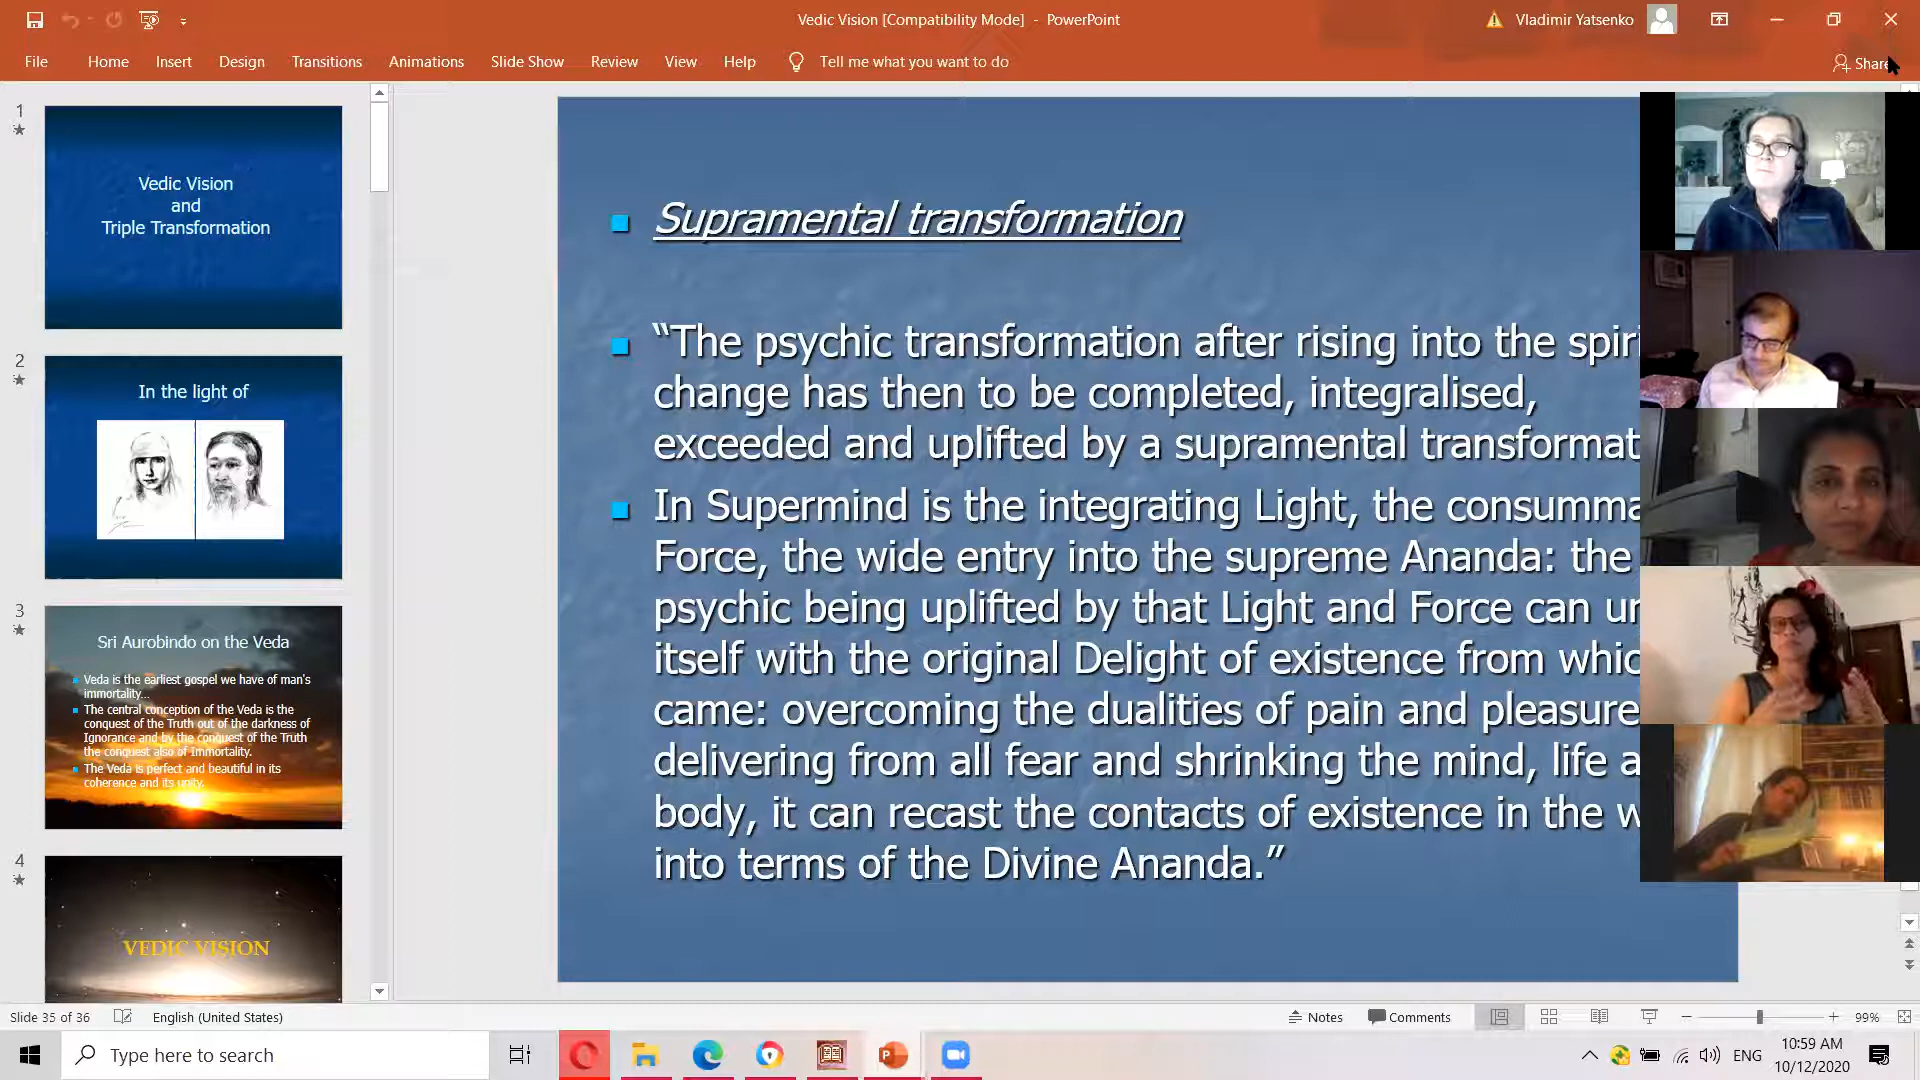 Vedic Vision [Compatibility Mode] - PowerPoint
Vladimir Yatsenko
File Home Insert Design Transitions Animations Slide Show Review View Help Tell me what you want to do
Share
1
Vedic Vision
and
Triple Transformation
2
In the light of
3
Sri Aurobindo on the Veda
Veda is the earliest gospel we have of man's
immortality...
The central conception of the Veda is the
conquest of the Truth out of the darkness of
Ignorance and by the conquest of the Truth
the conquest also of Immortality.
The Veda is perfect and beautiful in its
coherence and its unity.
4
VEDIC VISION
Supramental transformation
“The psychic transformation after rising into the
change has then to be completed, integralised,
exceeded and uplifted by a supramental
In Supermind is the integrating Light, the
Force, the wide entry into the supreme Ananda: the
psychic being uplifted by that Light and Force can
itself with the original Delight of existence from
came: overcoming the dualities of pain and pleasure
delivering from all fear and shrinking the mind, life
body, it can recast the contacts of existence in the
into terms of the Divine Ananda.”
Slide 35 of 36 English (United States) Notes Comments 99%
Type here to search
ENG 10:59 AM
10/12/2020